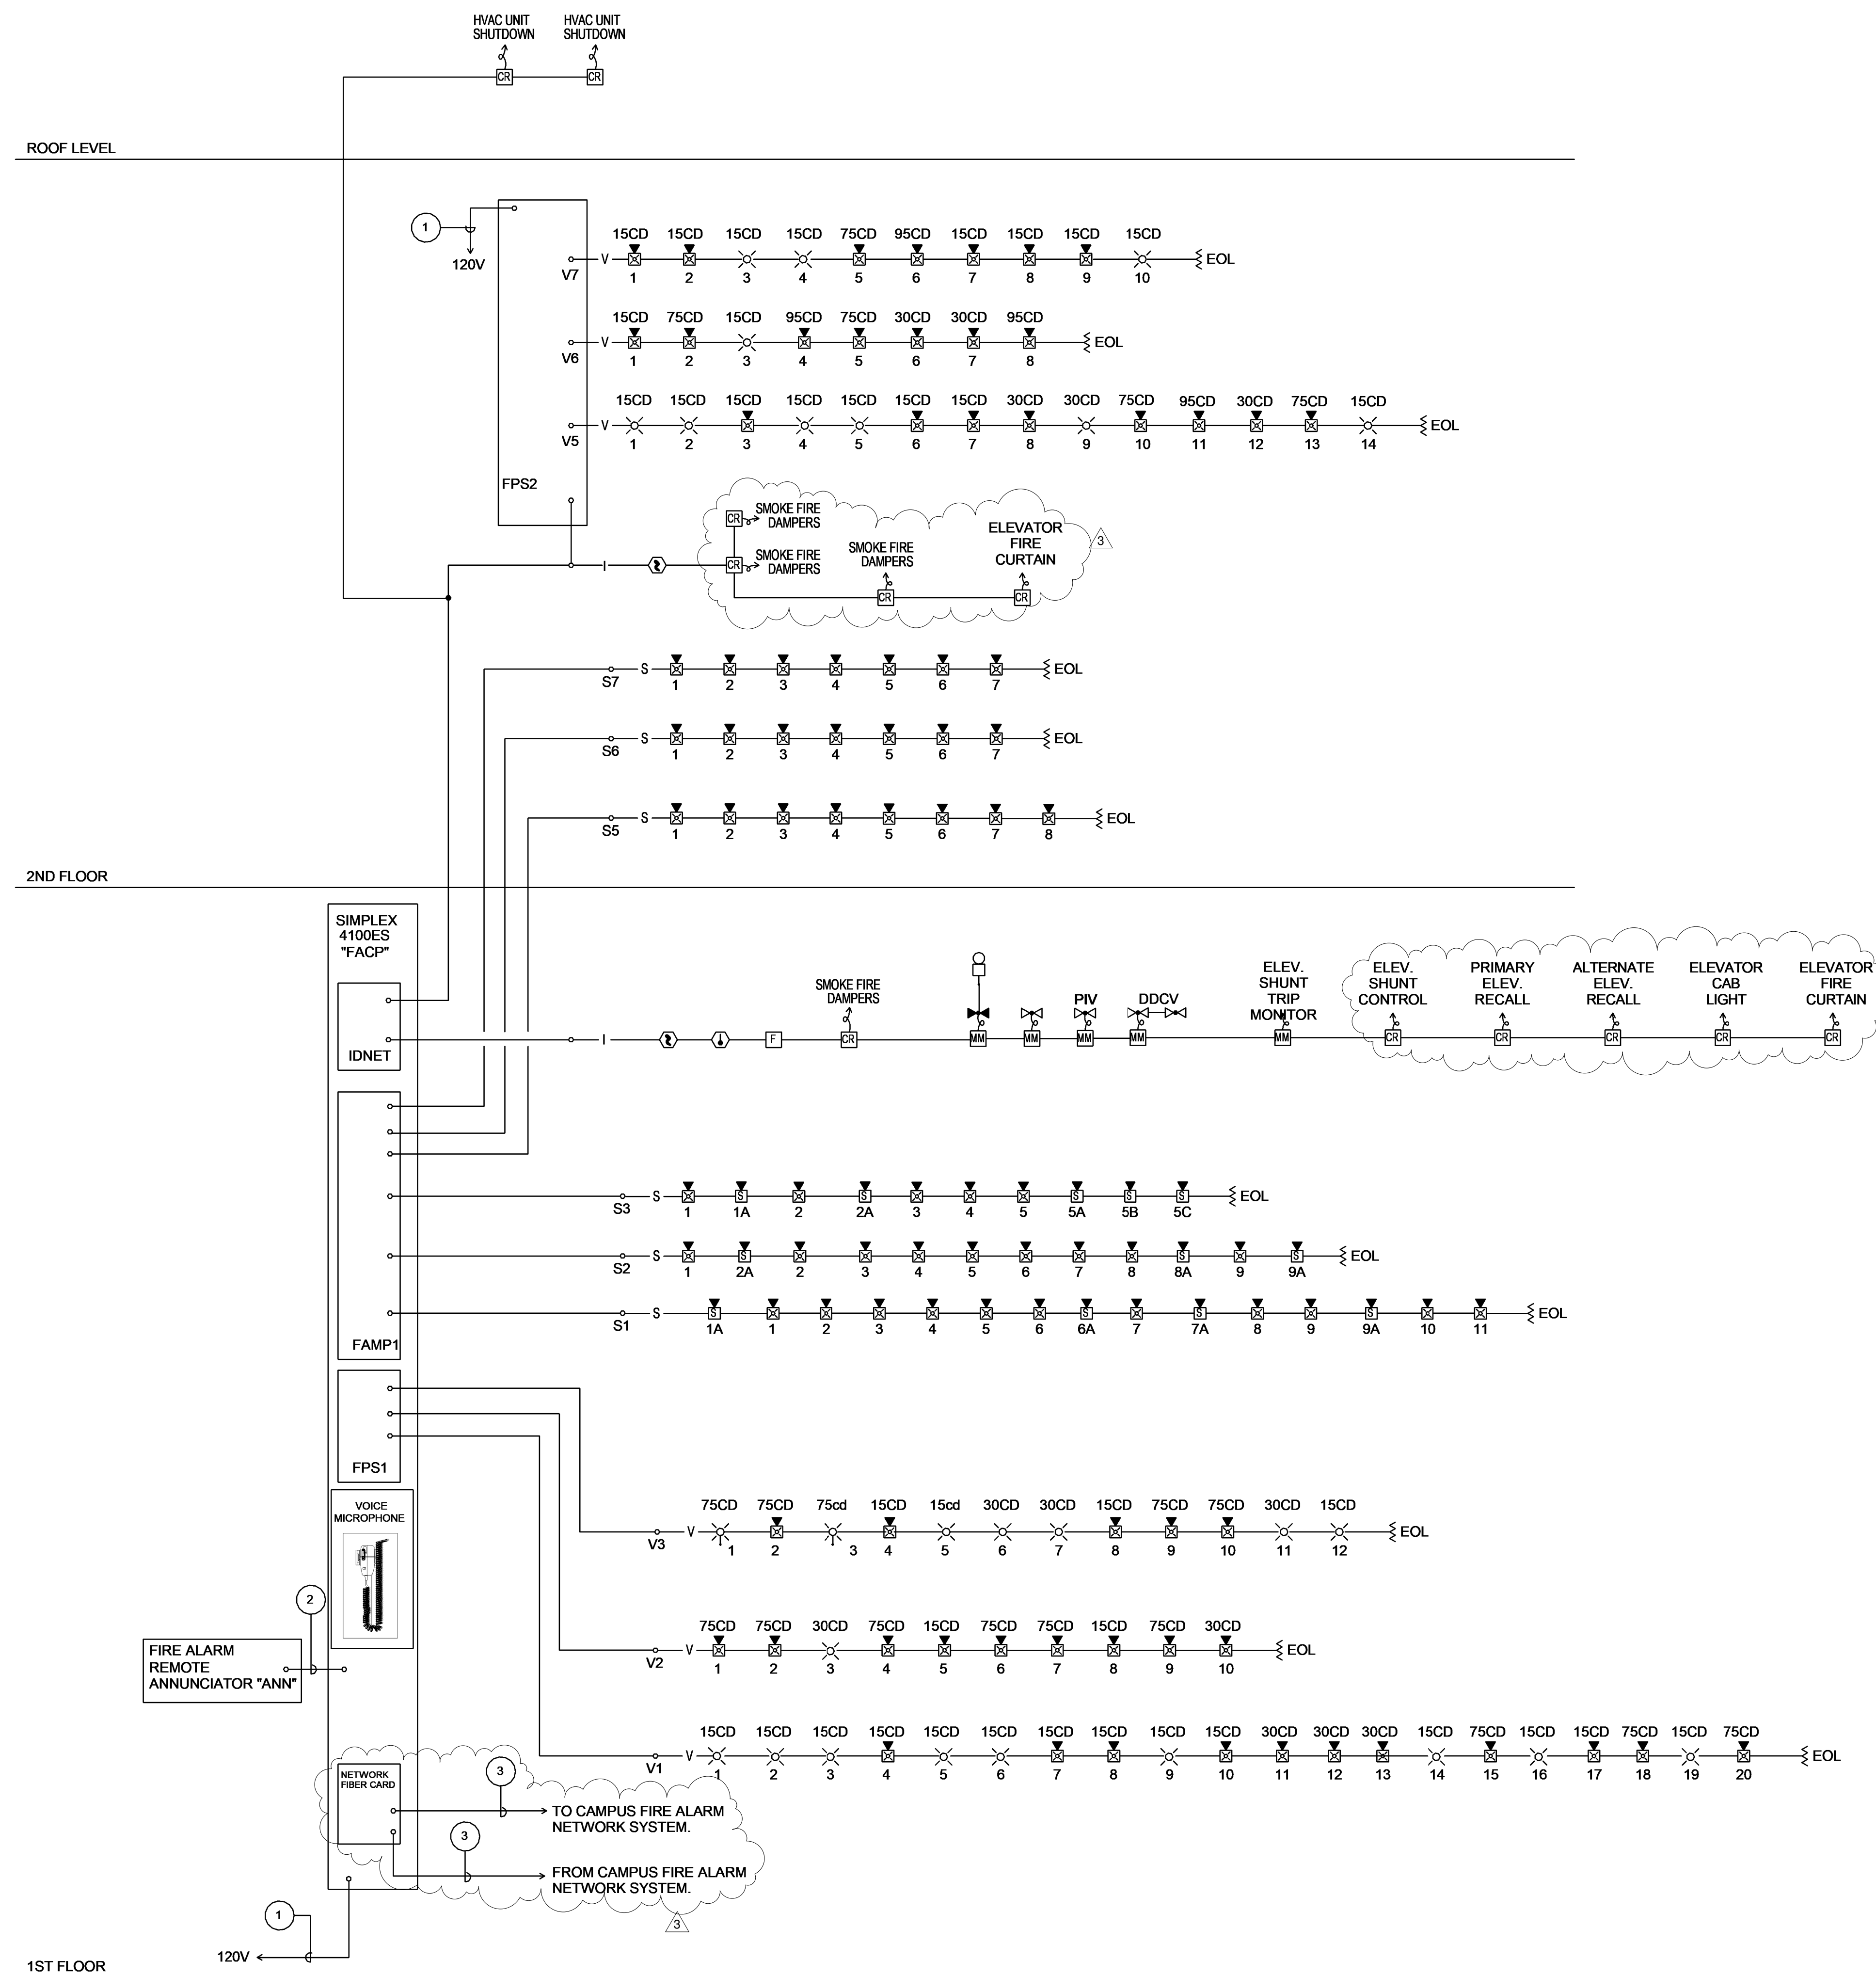 HVAC UNIT SHUTDOWN
HVAC UNIT SHUTDOWN
CR CR
ROOF LEVEL
1
120V
15CD 15CD 15CD 15CD 75CD 95CD 15CD 15CD 15CD 15CD
V7 V EOL
1 2 3 4 5 6 7 8 9 10
15CD 75CD 15CD 95CD 75CD 30CD 30CD 95CD
V6 V EOL
1 2 3 4 5 6 7 8
15CD 15CD 15CD 15CD 15CD 15CD 15CD 30CD 30CD 75CD 95CD 30CD 75CD 15CD
V5 V EOL
1 2 3 4 5 6 7 8 9 10 11 12 13 14
FPS2
CR SMOKE FIRE
DAMPERS
I CR SMOKE FIRE
DAMPERS
SMOKE FIRE
DAMPERS
CR
ELEVATOR
FIRE
CURTAIN
CR
3
S7 S EOL
1 2 3 4 5 6 7
S6 S EOL
1 2 3 4 5 6 7
S5 S EOL
1 2 3 4 5 6 7 8
2ND FLOOR
SIMPLEX
4100ES
"FACP"
IDNET
I F
SMOKE FIRE
DAMPERS
CR
MM MM
PIV
MM
DDCV
MM
ELEV.
SHUNT
TRIP
MONITOR
MM
ELEV.
SHUNT
CONTROL
CR
PRIMARY
ELEV.
RECALL
CR
ALTERNATE
ELEV.
RECALL
CR
ELEVATOR
CAB
LIGHT
CR
ELEVATOR
FIRE
CURTAIN
CR
S3 S S S S S S EOL
1 1A 2 2A 3 4 5 5A 5B 5C
S2 S S S S EOL
1 2A 2 3 4 5 6 7 8 8A 9 9A
S1 S S S S S EOL
1A 1 2 3 4 5 6 6A 7 7A 8 9 9A 10 11
FAMP1
FPS1
VOICE
MICROPHONE
75CD 75CD 75cd 15CD 15cd 30CD 30CD 15CD 75CD 75CD 30CD 15CD
V3 V EOL
1 2 3 4 5 6 7 8 9 10 11 12
2
FIRE ALARM
REMOTE
ANNUNCIATOR "ANN"
75CD 75CD 30CD 75CD 15CD 75CD 75CD 15CD 75CD 30CD
V2 V EOL
1 2 3 4 5 6 7 8 9 10
15CD 15CD 15CD 15CD 15CD 15CD 15CD 15CD 15CD 15CD 30CD 30CD 30CD 15CD 75CD 15CD 15CD 75CD 15CD 75CD
V1 V EOL
1 2 3 4 5 6 7 8 9 10 11 12 13 14 15 16 17 18 19 20
NETWORK
FIBER CARD
3
TO CAMPUS FIRE ALARM
NETWORK SYSTEM.
3
FROM CAMPUS FIRE ALARM
NETWORK SYSTEM.
3
1
120V
1ST FLOOR